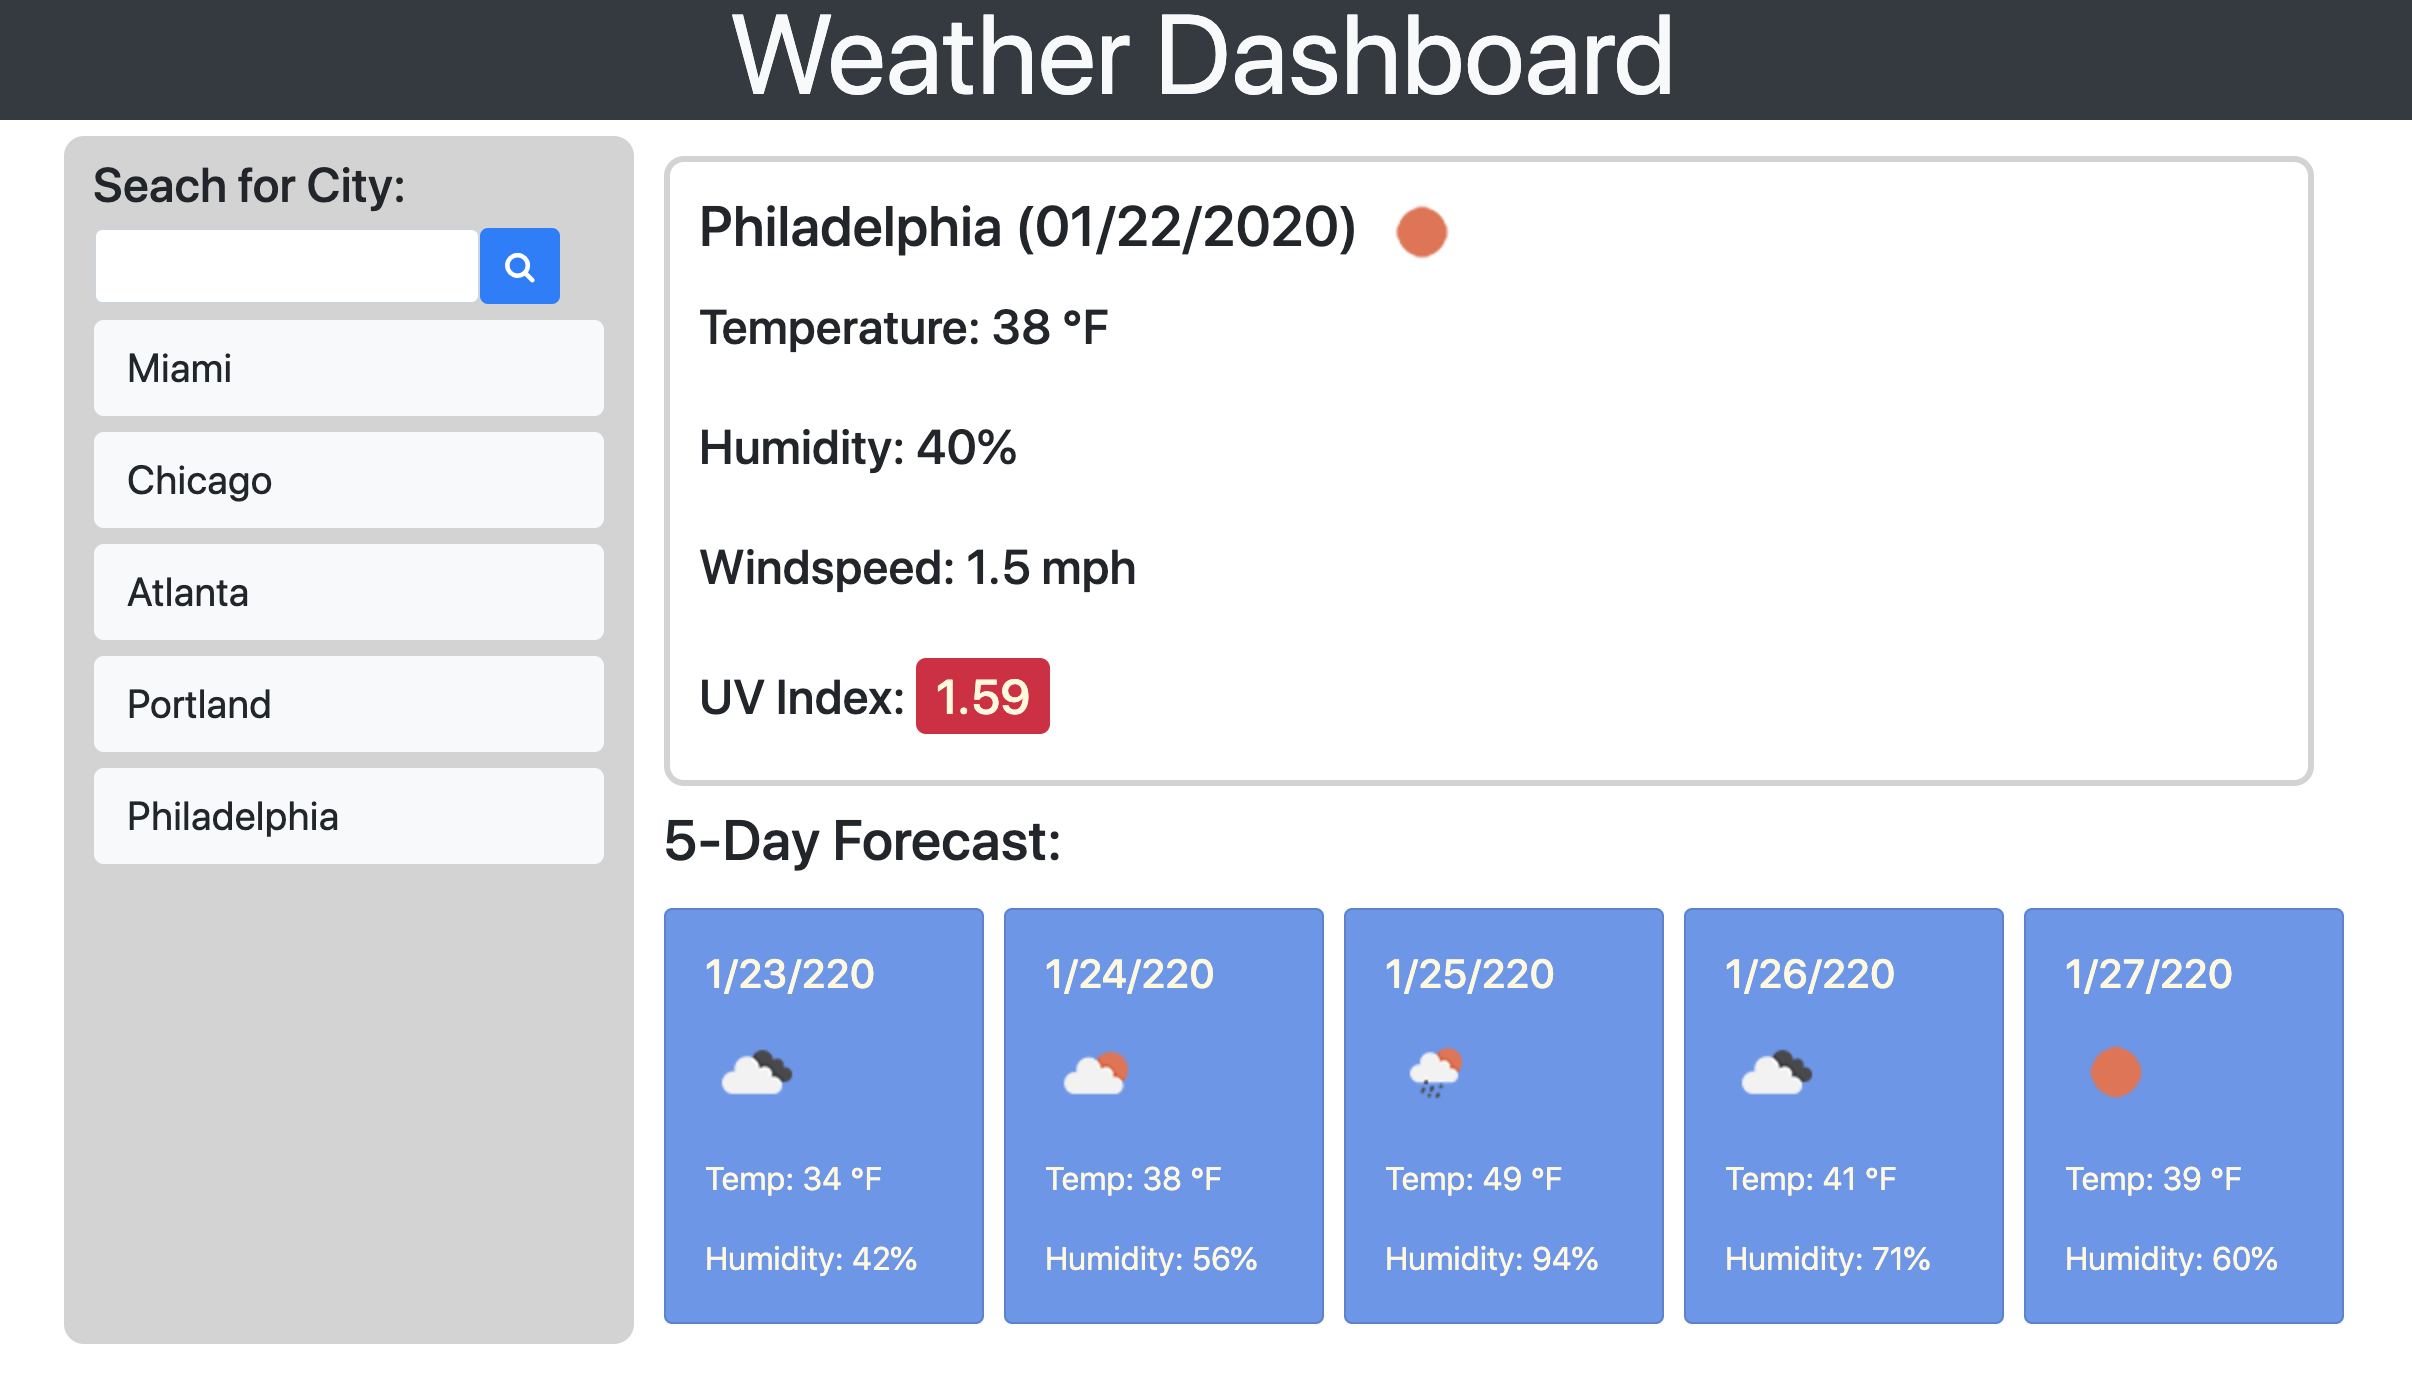 Weather Dashboard
Seach for City:
Miami
Chicago
Atlanta
Portland
Philadelphia
Philadelphia (01/22/2020)
Temperature: 38 °F
Humidity: 40%
Windspeed: 1.5 mph
UV Index: 1.59
5-Day Forecast:
1/23/220
Temp: 34 °F
Humidity: 42%
1/24/220
Temp: 38 °F
Humidity: 56%
1/25/220
Temp: 49 °F
Humidity: 94%
1/26/220
Temp: 41 °F
Humidity: 71%
1/27/220
Temp: 39 °F
Humidity: 60%